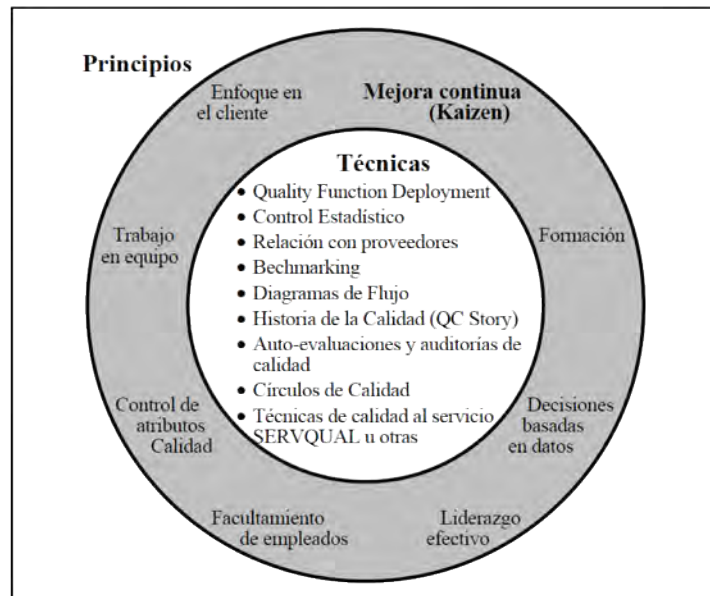 Principios
Enfoque en
el cliente
Mejora continua
(Kaizen)
Técnicas
• Quality Function Deployment
• Control Estadístico
• Relación con proveedores
• Bechmarking
• Diagramas de Flujo
• Historia de la Calidad (QC Story)
• Auto-evaluaciones y auditorías de
calidad
• Círculos de Calidad
• Técnicas de calidad al servicio
SERVQUAL u otras
Trabajo
en equipo
Formación
Control de
atributos
Calidad
Decisiones
basadas
en datos
Facultamiento
de empleados
Liderazgo
efectivo